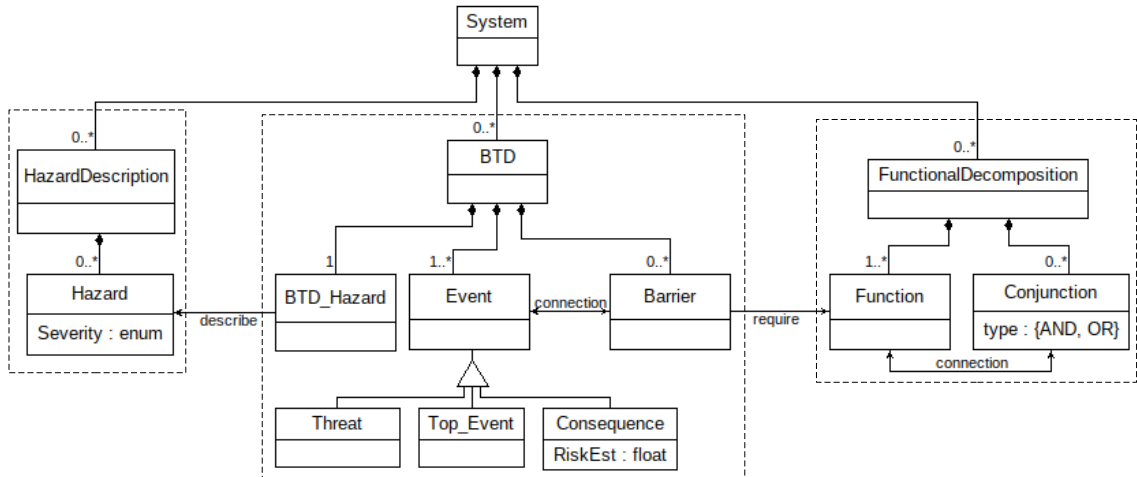 System
0..*
0..*
0..*
HazardDescription
BTD
FunctionalDecomposition
0..*
1
1..*
0..*
1..*
0..*
Hazard
Severity : enum
describe
BTD_Hazard
Event
connection
Barrier
require
Function
Conjunction
type : {AND, OR}
connection
Threat
Top_Event
Consequence
RiskEst : float